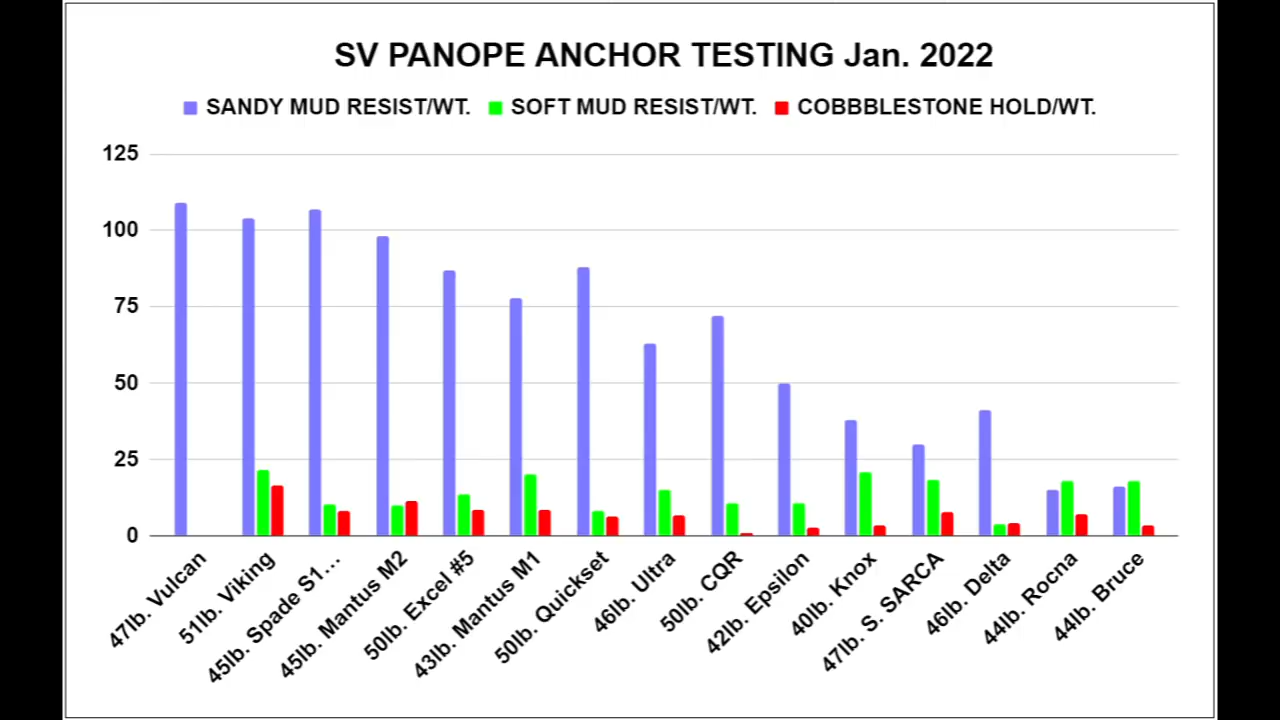 SV PANOPE ANCHOR TESTING Jan. 2022
SANDY MUD RESIST/WT. SOFT MUD RESIST/WT. COBBBLESTONE HOLD/WT.
125
100
75
50
25
0
47lb. Vulcan
51lb. Viking
45lb. Spade S1...
45lb. Mantus M2
50lb. Excel #5
43lb. Mantus M1
50lb. Quickset
46lb. Ultra
50lb. CQR
42lb. Epsilon
40lb. Knox
47lb. S. SARCA
46lb. Delta
44lb. Rocna
44lb. Bruce